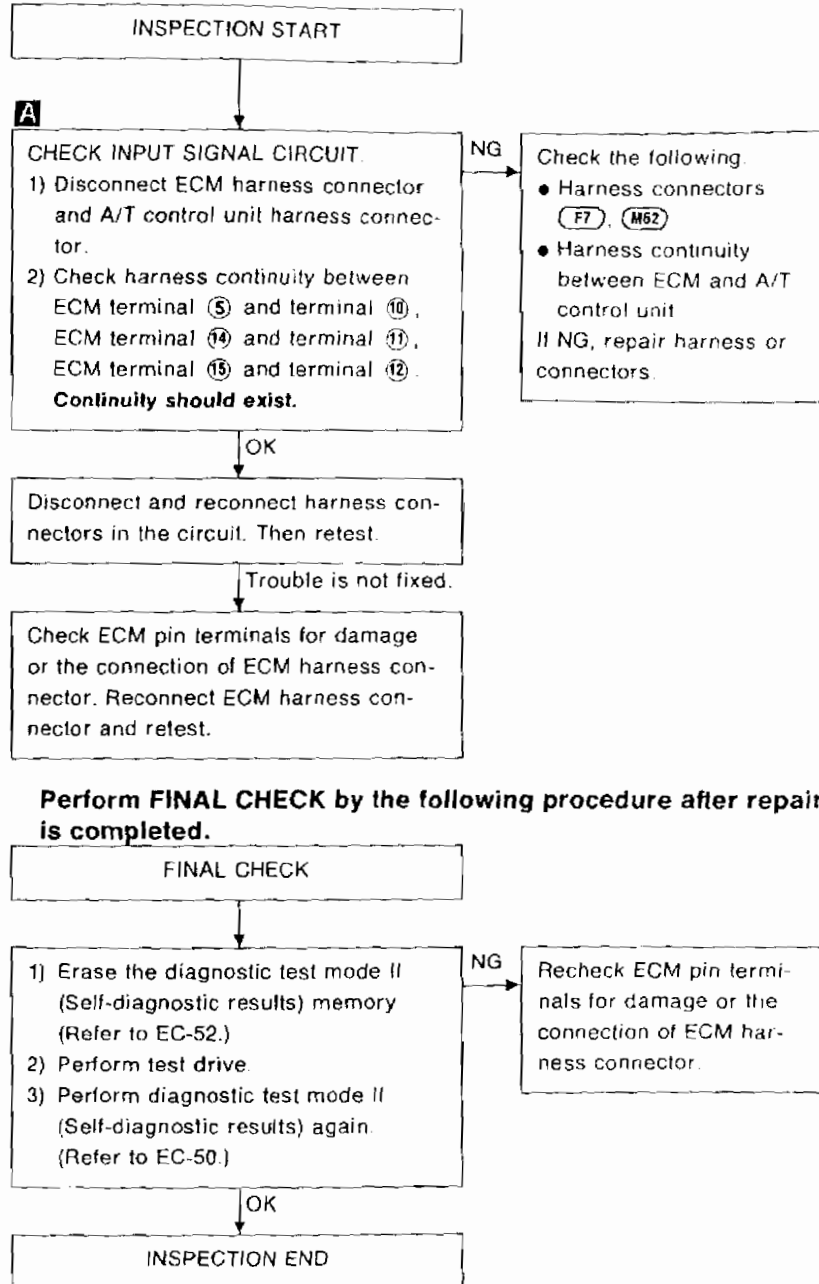 INSPECTION START
A
CHECK INPUT SIGNAL CIRCUIT.
1) Disconnect ECM harness connector
and A/T control unit harness connec-
tor.
2) Check harness continuity between
ECM terminal ⑤ and terminal ⑩,
ECM terminal ⑭ and terminal ⑪,
ECM terminal ⑮ and terminal ⑫.
Continuity should exist.
NG
Check the following.
● Harness connectors
F7, M62
● Harness continuity
between ECM and A/T
control unit
If NG, repair harness or
connectors.
OK
Disconnect and reconnect harness con-
nectors in the circuit. Then retest.
Trouble is not fixed.
Check ECM pin terminals for damage
or the connection of ECM harness con-
nector. Reconnect ECM harness con-
nector and retest.
Perform FINAL CHECK by the following procedure after repair
is completed.
FINAL CHECK
1) Erase the diagnostic test mode II
(Self-diagnostic results) memory
(Refer to EC-52.)
2) Perform test drive.
3) Perform diagnostic test mode II
(Self-diagnostic results) again.
(Refer to EC-50.)
NG
Recheck ECM pin termi-
nals for damage or the
connection of ECM har-
ness connector.
OK
INSPECTION END